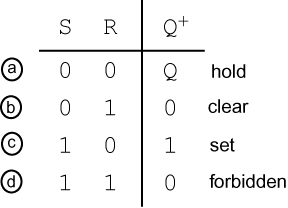 S R Q+
a 0 0 Q hold
b 0 1 0 clear
c 1 0 1 set
d 1 1 0 forbidden